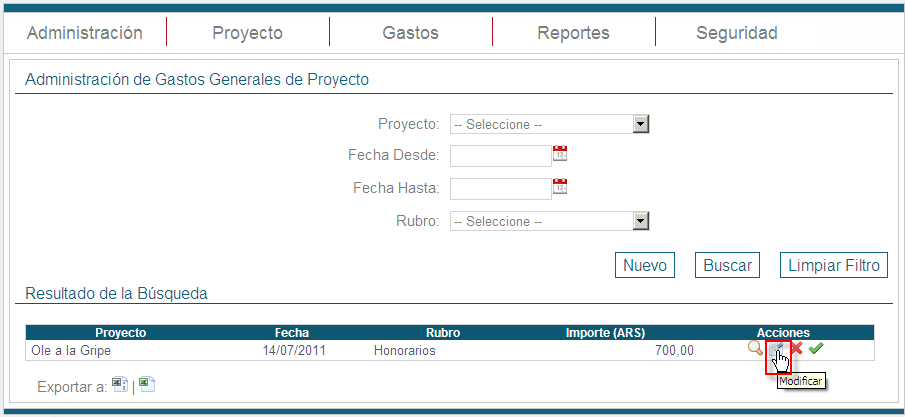 Administración Proyecto Gastos Reportes Seguridad
Administración de Gastos Generales de Proyecto
Proyecto: -- Seleccione --
Fecha Desde:
Fecha Hasta:
Rubro: -- Seleccione --
Nuevo Buscar Limpiar Filtro
Resultado de la Búsqueda
Proyecto Fecha Rubro Importe (ARS) Acciones
Ole a la Gripe 14/07/2011 Honorarios 700,00
Modificar
Exportar a: |